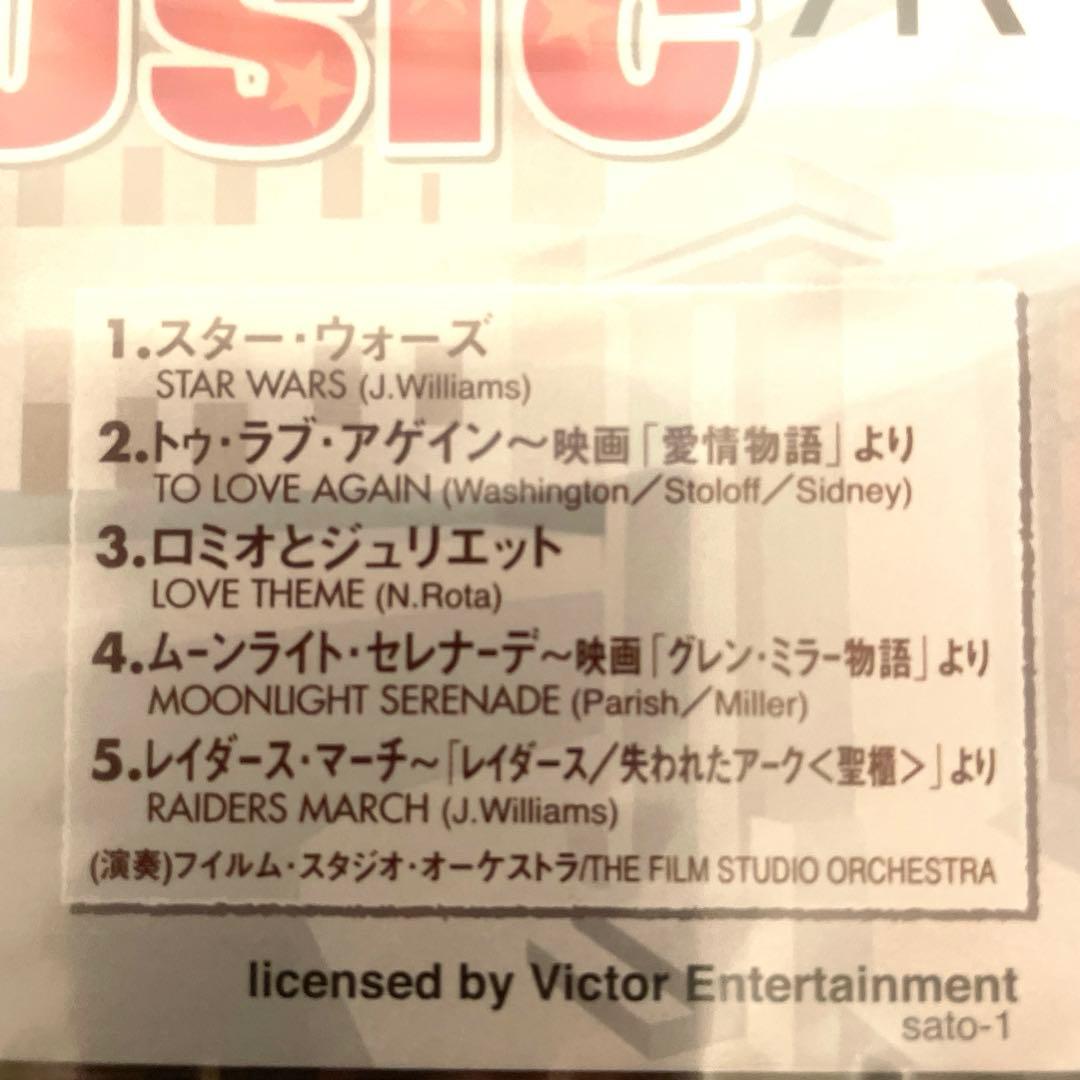 usic
1.スター・ウォーズ
STAR WARS (J.Williams)
2.トゥ・ラブ・アゲイン～映画「愛情物語」より
TO LOVE AGAIN (Washington／Stoloff／Sidney)
3.ロミオとジュリエット
LOVE THEME (N.Rota)
4.ムーンライト・セレナーデ～映画「グレン・ミラー物語」より
MOONLIGHT SERENADE (Parish／Miller)
5.レイダース・マーチ～「レイダース/失われたアーク<聖櫃>」より
RAIDERS MARCH (J.Williams)
(演奏)フイルム・スタジオ・オーケストラ/THE FILM STUDIO ORCHESTRA
licensed by Victor Entertainment
sato-1